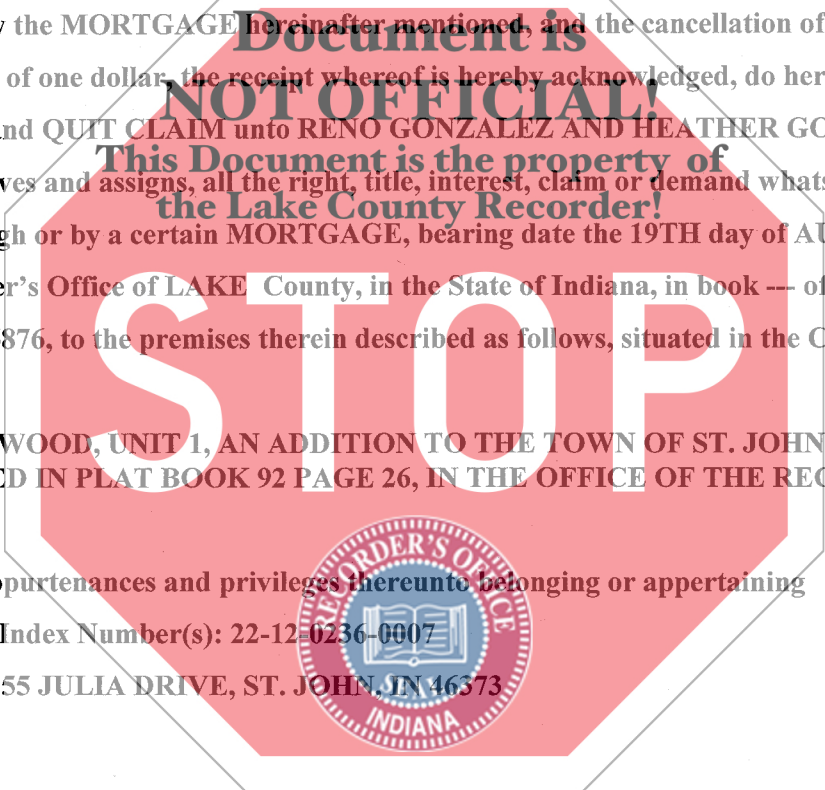 y the MORTGAGE hereinafter mentioned, and the cancellation of
Document is
of one dollar, the receipt whereof is hereby acknowledged, do her
NOT OFFICIAL!
nd QUIT CLAIM unto RENO GONZALEZ AND HEATHER GO
This Document is the property of
ves and assigns, all the right, title, interest, claim or demand whats
the Lake County Recorder!
gh or by a certain MORTGAGE, bearing date the 19TH day of AU
er's Office of LAKE County, in the State of Indiana, in book --- of
876, to the premises therein described as follows, situated in the C
STOP
WOOD, UNIT 1, AN ADDITION TO THE TOWN OF ST. JOHN
ED IN PLAT BOOK 92 PAGE 26, IN THE OFFICE OF THE REC
RECORDER'S OFFICE
ppurtenances and privileges thereunto belonging or appertaining
Index Number(s): 22-12-0236-0007
55 JULIA DRIVE, ST. JOHN, IN 46373
SEAL
INDIANA